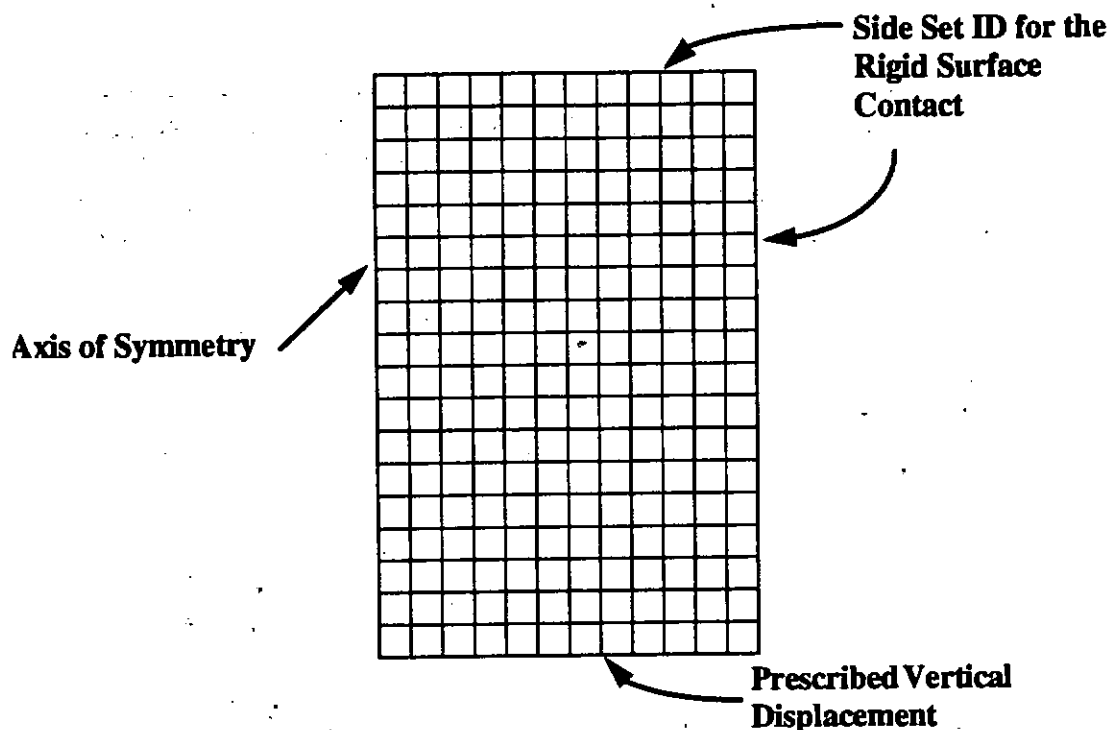 Side Set ID for the
Rigid Surface
Contact
Axis of Symmetry
Prescribed Vertical
Displacement